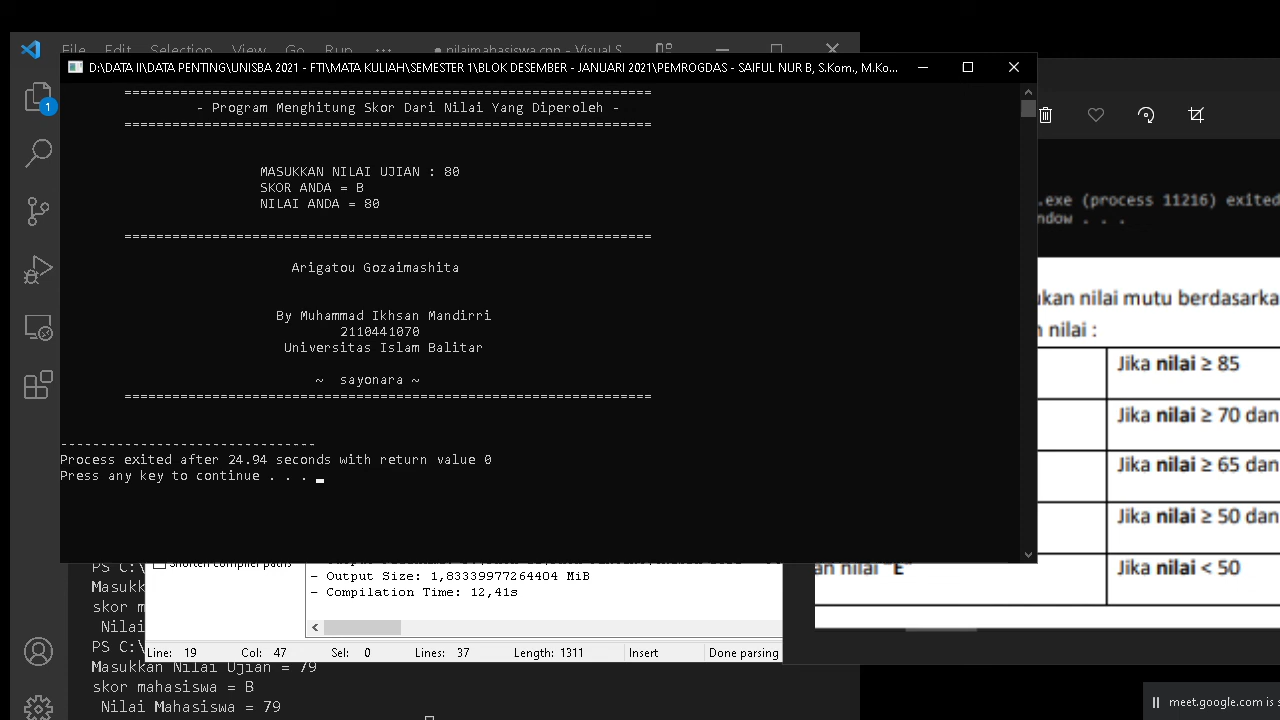 File Edit Selection View Go Run ··· ● nilaimahasiswa.cpp - Visual S
D:\DATA II\DATA PENTING\UNISBA 2021 - FTI\MATA KULIAH\SEMESTER 1\BLOK DESEMBER - JANUARI 2021\PEMROGDAS - SAIFUL NUR B, S.Kom., M.Ko...
1
==================================================================
- Program Menghitung Skor Dari Nilai Yang Diperoleh -
==================================================================
MASUKKAN NILAI UJIAN : 80
SKOR ANDA = B
NILAI ANDA = 80
==================================================================
Arigatou Gozaimashita
By Muhammad Ikhsan Mandirri
2110441070
Universitas Islam Balitar
~ sayonara ~
==================================================================
--------------------------------
Process exited after 24.94 seconds with return value 0
Press any key to continue . . .
.exe (process 11216) exited
ndow . . .
ukan nilai mutu berdasarka
n nilai :
Jika nilai ≥ 85
Jika nilai ≥ 70 dan
Jika nilai ≥ 65 dan
Jika nilai ≥ 50 dan
an nilai "E" Jika nilai < 50
Shorten compiler paths
- Output Size: 1,83339977264404 MiB
- Compilation Time: 12,41s
Line: 19 Col: 47 Sel: 0 Lines: 37 Length: 1311 Insert Done parsing
PS C:\
Masuk
skor m
Nilai
PS C:\
Masukkan Nilai Ujian = 79
skor mahasiswa = B
Nilai Mahasiswa = 79
meet.google.com is s